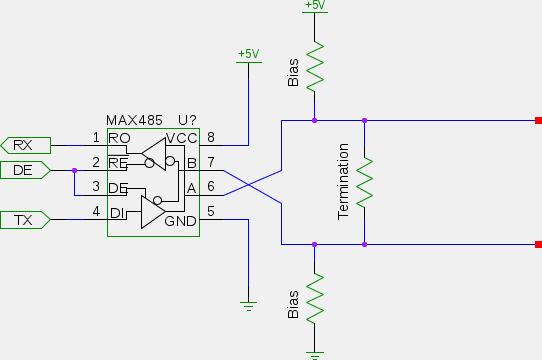 +5V
Bias
+5V
MAX485 U?
RX 1 RO VCC 8
DE 2 RE B 7
3 DE A 6
TX 4 DI GND 5
Termination
Bias